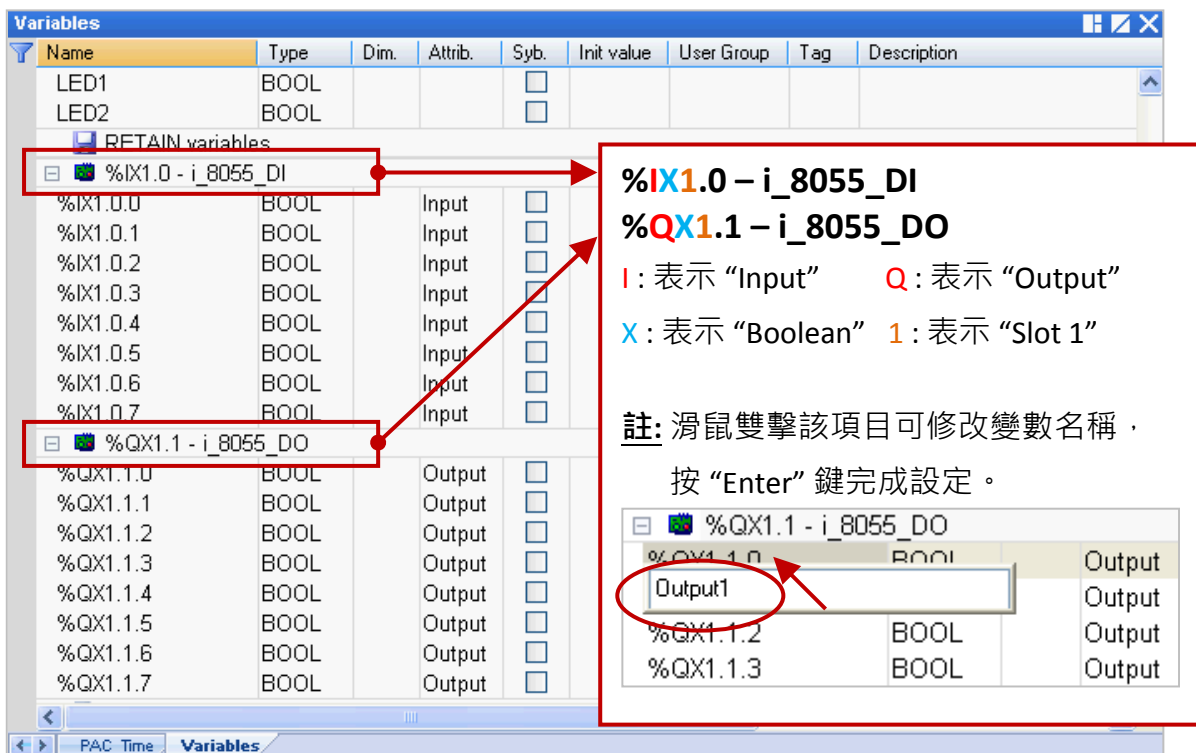 Variables
Name Type Dim. Attrib. Syb. Init value User Group Tag Description
LED1 BOOL
LED2 BOOL
RETAIN variables
%IX1.0 - i_8055_DI
%IX1.0.0 BOOL Input
%IX1.0.1 BOOL Input
%IX1.0.2 BOOL Input
%IX1.0.3 BOOL Input
%IX1.0.4 BOOL Input
%IX1.0.5 BOOL Input
%IX1.0.6 BOOL Input
%IX1.0.7 BOOL Input
%QX1.1 - i_8055_DO
%QX1.1.0 BOOL Output
%QX1.1.1 BOOL Output
%QX1.1.2 BOOL Output
%QX1.1.3 BOOL Output
%QX1.1.4 BOOL Output
%QX1.1.5 BOOL Output
%QX1.1.6 BOOL Output
%QX1.1.7 BOOL Output
PAC Time Variables
%IX1.0 – i_8055_DI
%QX1.1 – i_8055_DO
I : 表示 “Input” Q : 表示 “Output”
X : 表示 “Boolean” 1 : 表示 “Slot 1”
註: 滑鼠雙擊該項目可修改變數名稱，
按 “Enter” 鍵完成設定。
%QX1.1 - i_8055_DO
%QX1.1.0 BOOL Output
Output1 Output
%QX1.1.2 BOOL Output
%QX1.1.3 BOOL Output